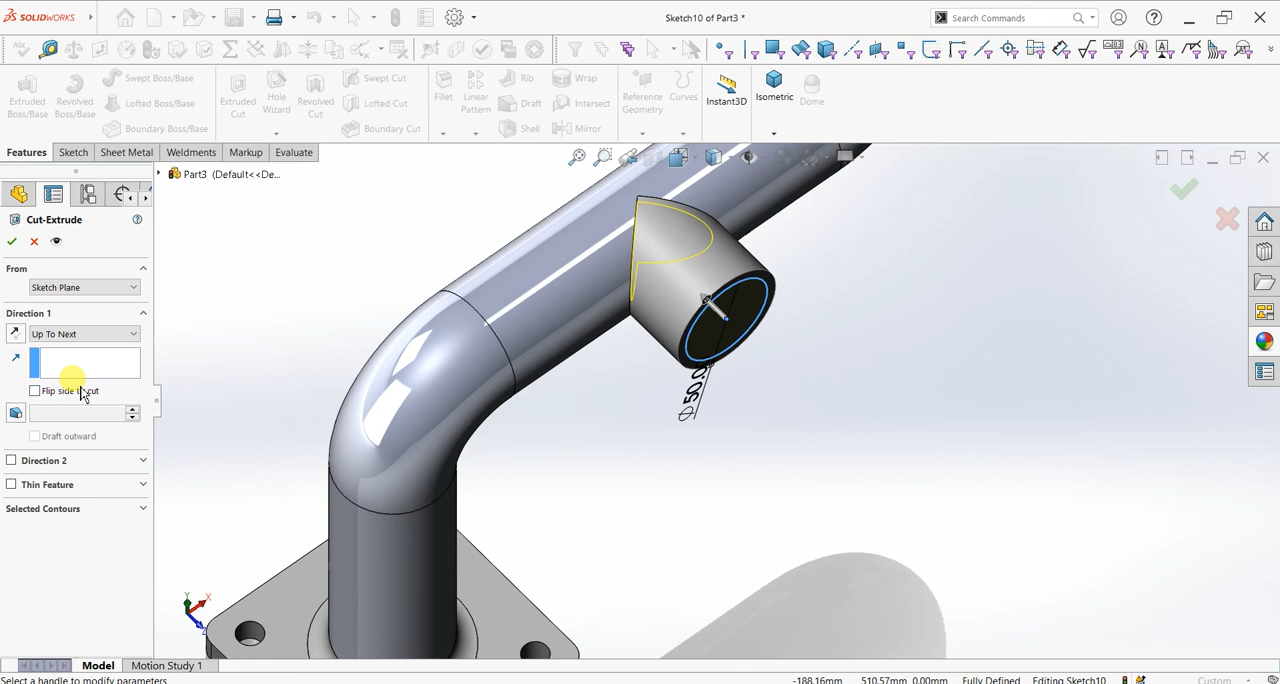 SOLIDWORKS
Sketch10 of Part3 *
Search Commands
Extruded Boss/Base
Revolved Boss/Base
Swept Boss/Base
Lofted Boss/Base
Boundary Boss/Base
Extruded Cut
Hole Wizard
Revolved Cut
Swept Cut
Lofted Cut
Boundary Cut
Fillet
Linear Pattern
Rib
Draft
Shell
Wrap
Intersect
Mirror
Reference Geometry
Curves
Instant3D
Isometric
Dome
Features
Sketch
Sheet Metal
Weldments
Markup
Evaluate
Part3 (Default<<De...
Cut-Extrude
From
Sketch Plane
Direction 1
Up To Next
Flip side t cut
Draft outward
Direction 2
Thin Feature
Selected Contours
Ø50.0
Y
X
Z
Model
Motion Study 1
Select a handle to modify parameters
-188.16mm
510.57mm
0.00mm
Fully Defined
Editing Sketch10
Custom